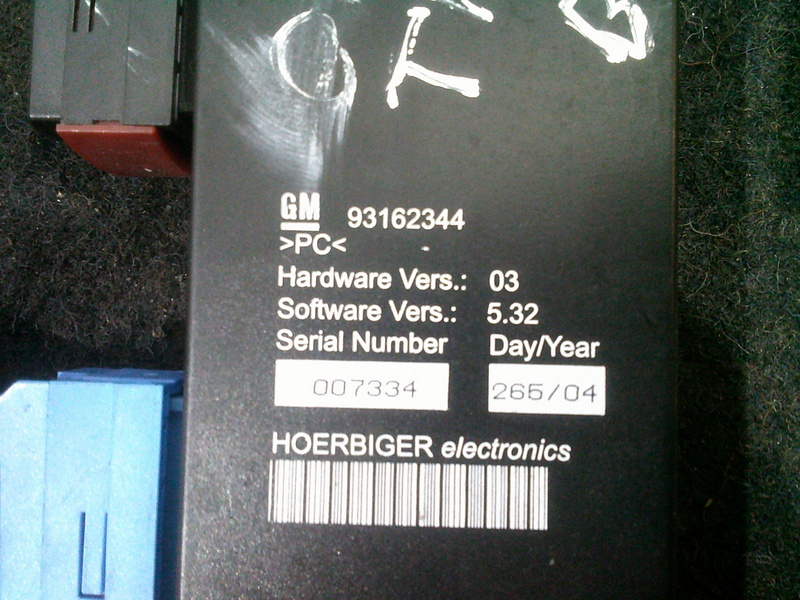 GM 93162344
>PC<
Hardware Vers.: 03
Software Vers.: 5.32
Serial Number Day/Year
007334 265/04
HOERBIGER electronics